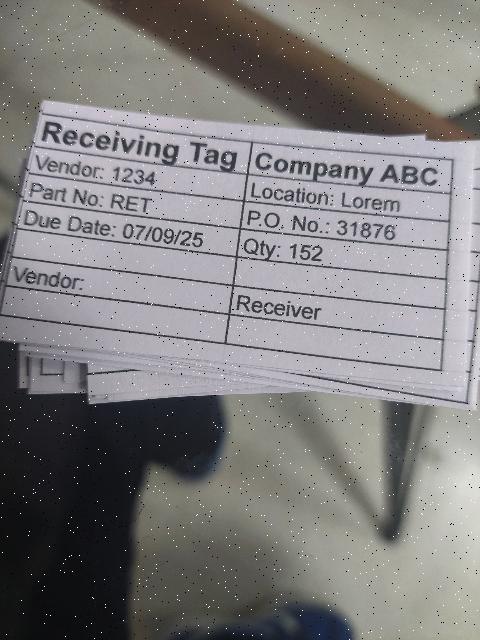 Receiving Tag Company ABC
Vendor: 1234 Location: Lorem
Part No: RET P.O. No.: 31876
Due Date: 07/09/25 Qty: 152
Vendor: Receiver